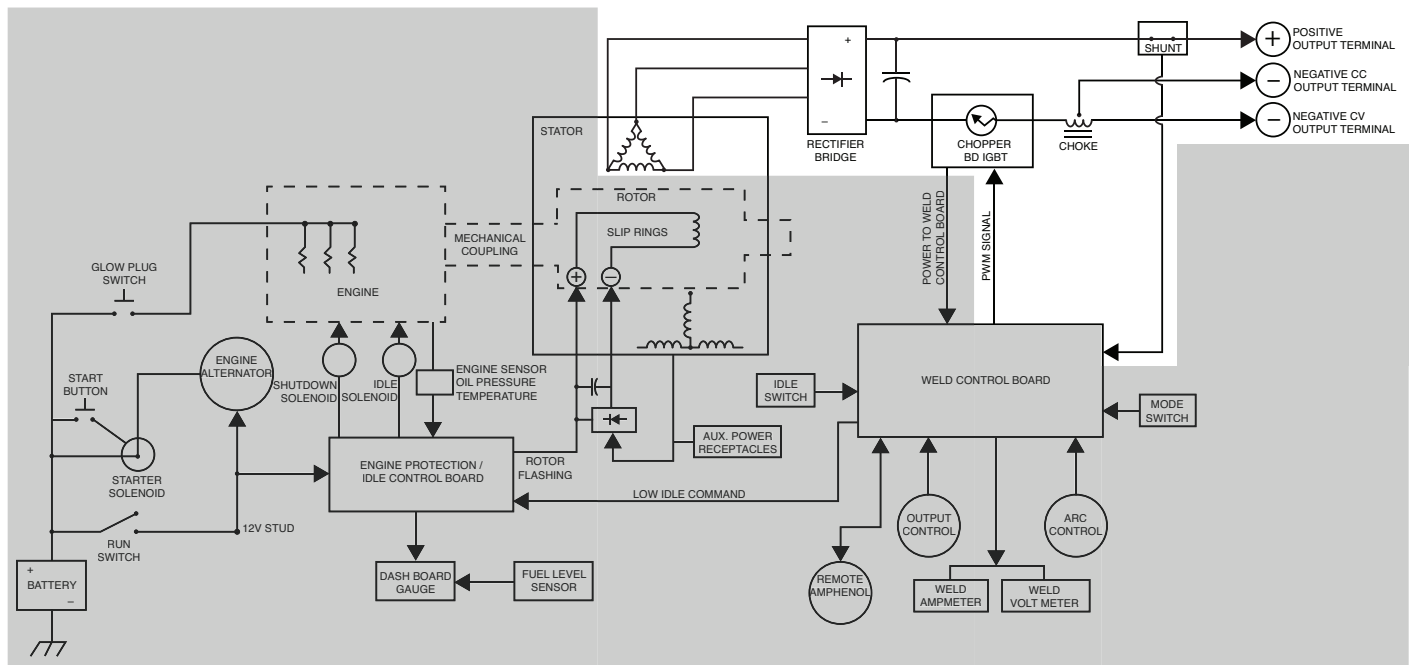 POSITIVE
OUTPUT TERMINAL
+
SHUNT
+
−
NEGATIVE CC
OUTPUT TERMINAL
−
NEGATIVE CV
OUTPUT TERMINAL
−
RECTIFIER
BRIDGE
CHOPPER
BD IGBT
CHOKE
STATOR
ROTOR
SLIP RINGS
+
−
MECHANICAL
COUPLING
POWER TO WELD
CONTROL BOARD
PWM SIGNAL
GLOW PLUG
SWITCH
ENGINE
ENGINE
ALTERNATOR
START
BUTTON
SHUTDOWN
SOLENOID
IDLE
SOLENOID
ENGINE SENSOR
OIL PRESSURE
TEMPERATURE
IDLE
SWITCH
WELD CONTROL BOARD
MODE
SWITCH
AUX. POWER
RECEPTACLES
STARTER
SOLENOID
ENGINE PROTECTION /
IDLE CONTROL BOARD
ROTOR
FLASHING
LOW IDLE COMMAND
12V STUD
RUN
SWITCH
OUTPUT
CONTROL
ARC
CONTROL
+
BATTERY
−
DASH BOARD
GAUGE
FUEL LEVEL
SENSOR
REMOTE
AMPHENOL
WELD
AMPMETER
WELD
VOLT METER